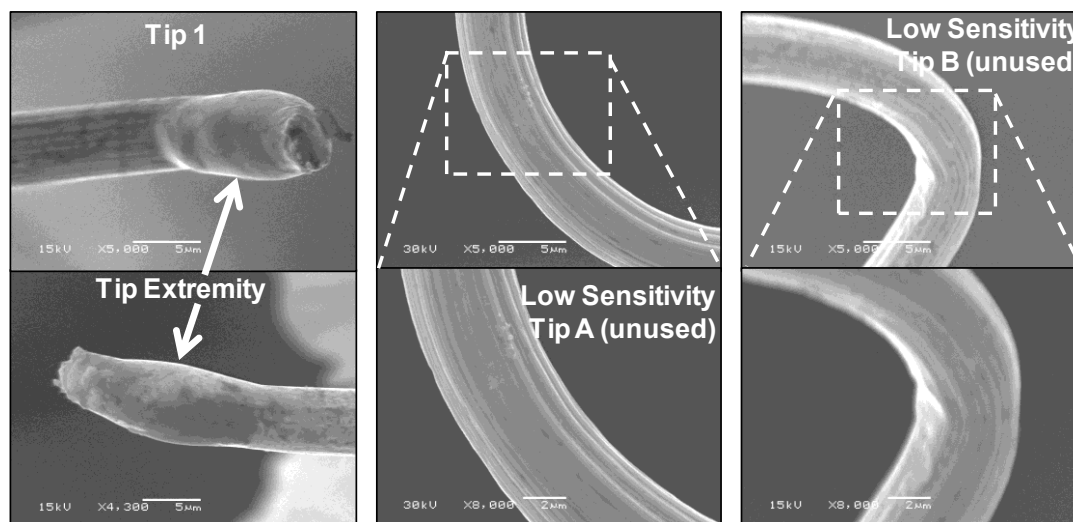 Tip 1
15kV X5,000 5µm
Tip Extremity
15kV X4,300 5µm
30kV X5,000 5µm
Low Sensitivity
Tip A (unused)
30kV X8,000 2µm
Low Sensitivity
Tip B (unused
15kV X5,000 5µm
15kV X8,000 2µm